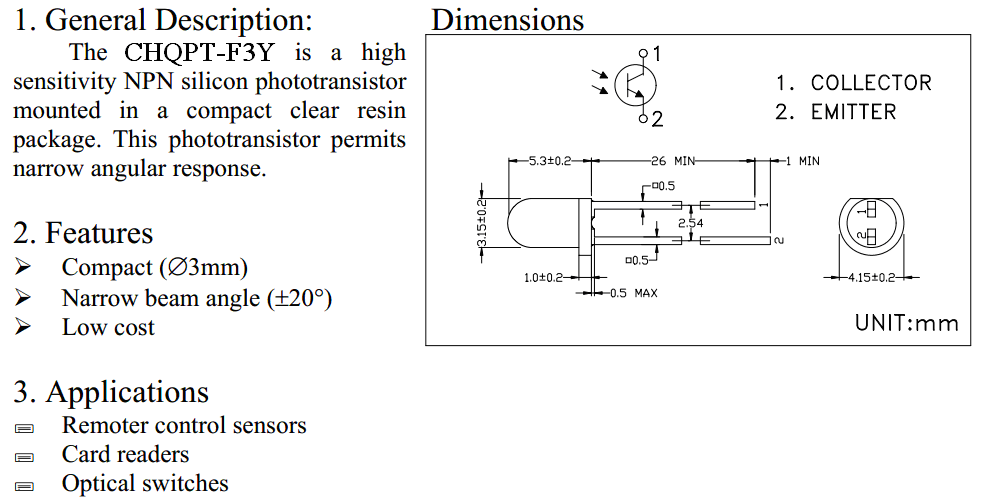 1. General Description:
The CHQPT-F3Y is a high
sensitivity NPN silicon phototransistor
mounted in a compact clear resin
package. This phototransistor permits
narrow angular response.
2. Features
➢ Compact (∅3mm)
➢ Narrow beam angle (±20°)
➢ Low cost
3. Applications
Remoter control sensors
Card readers
Optical switches
Dimensions
1
2
1. COLLECTOR
2. EMITTER
5.3±0.2
26 MIN
1 MIN
□0.5
3.15±0.2
2.54
1
2
□0.5
1.0±0.2
0.5 MAX
1
2
4.15±0.2
UNIT:mm